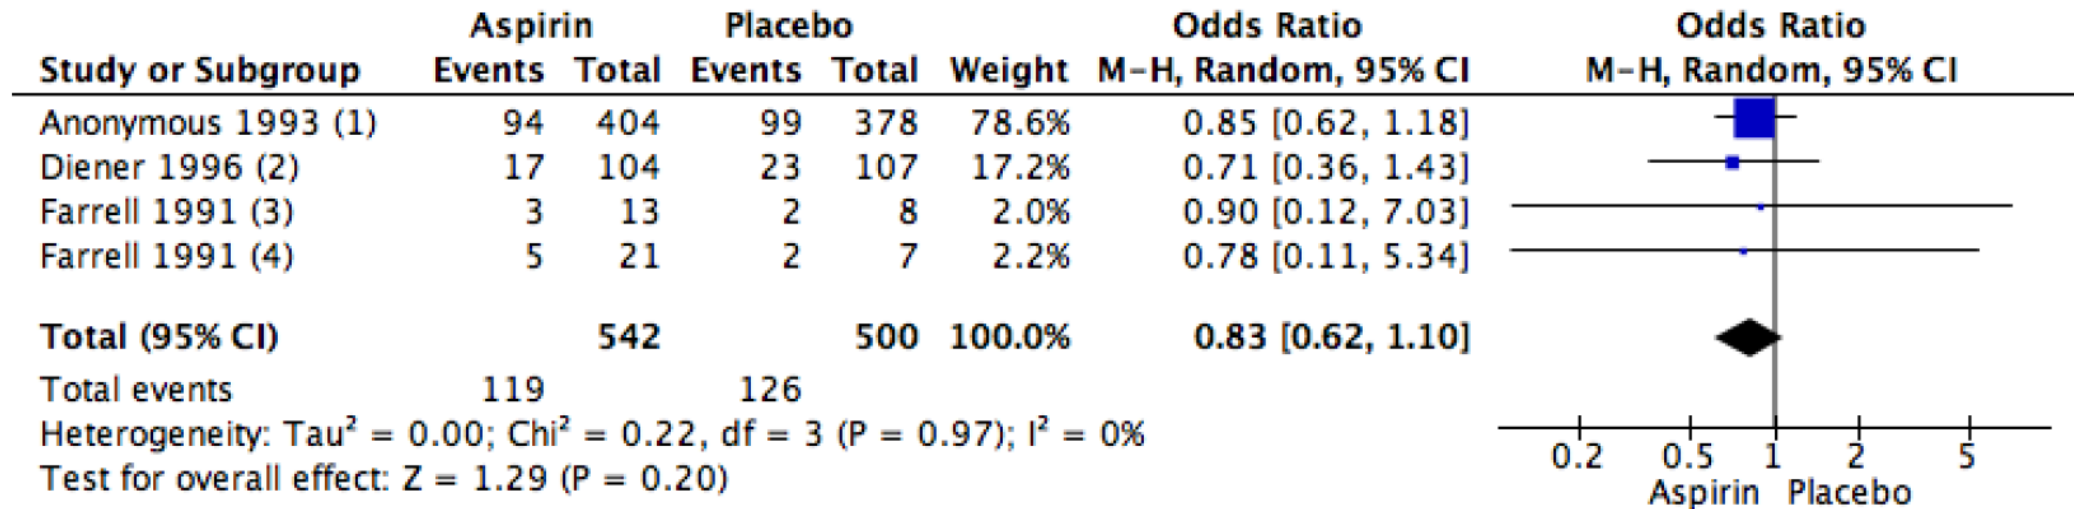 Aspirin Placebo Odds Ratio Odds Ratio
Study or Subgroup Events Total Events Total Weight M-H, Random, 95% CI M-H, Random, 95% CI
Anonymous 1993 (1) 94 404 99 378 78.6% 0.85 [0.62, 1.18]
Diener 1996 (2) 17 104 23 107 17.2% 0.71 [0.36, 1.43]
Farrell 1991 (3) 3 13 2 8 2.0% 0.90 [0.12, 7.03]
Farrell 1991 (4) 5 21 2 7 2.2% 0.78 [0.11, 5.34]
Total (95% CI) 542 500 100.0% 0.83 [0.62, 1.10]
Total events 119 126
Heterogeneity: Tau² = 0.00; Chi² = 0.22, df = 3 (P = 0.97); I² = 0%
Test for overall effect: Z = 1.29 (P = 0.20)
0.2 0.5 1 2 5
Aspirin Placebo